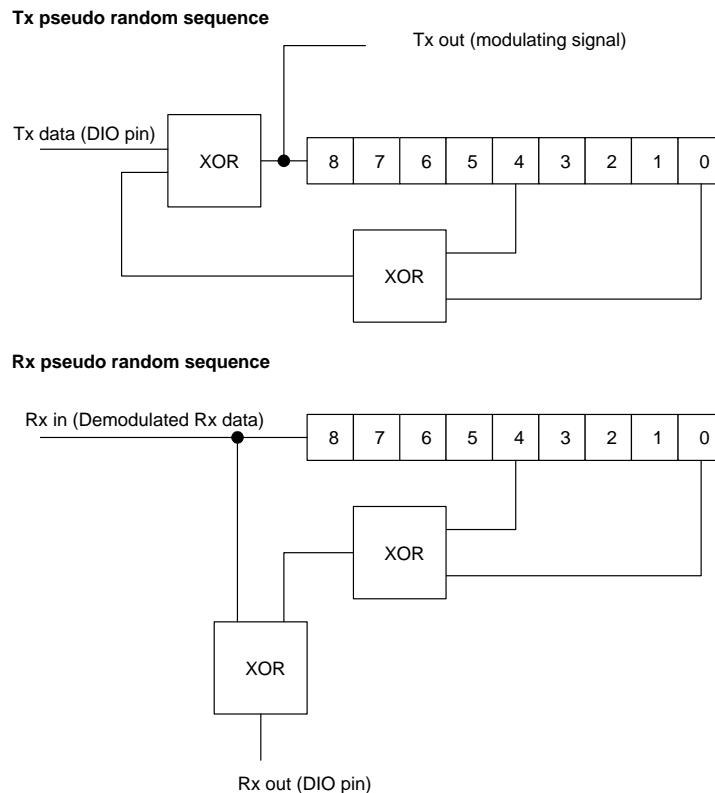 Tx pseudo random sequence
Tx out (modulating signal)
Tx data (DIO pin)
XOR
8 7 6 5 4 3 2 1 0
XOR
Rx pseudo random sequence
Rx in (Demodulated Rx data)
8 7 6 5 4 3 2 1 0
XOR
XOR
Rx out (DIO pin)